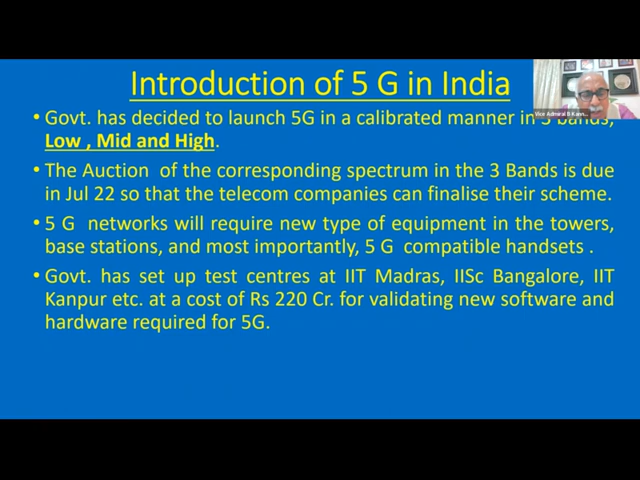 Introduction of 5 G in India
• Govt. has decided to launch 5G in a calibrated manner in 3 bands,
Low , Mid and High.
• The Auction of the corresponding spectrum in the 3 Bands is due
in Jul 22 so that the telecom companies can finalise their scheme.
• 5 G networks will require new type of equipment in the towers,
base stations, and most importantly, 5 G compatible handsets .
• Govt. has set up test centres at IIT Madras, IISc Bangalore, IIT
Kanpur etc. at a cost of Rs 220 Cr. for validating new software and
hardware required for 5G.
Vice Admiral B